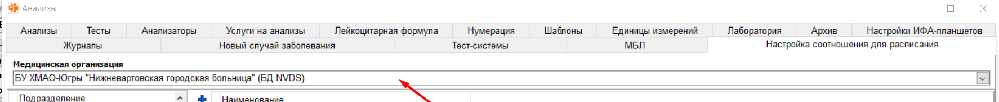 Анализы
Анализы Тесты Анализаторы Услуги на анализы Лейкоцитарная формула Нумерация Шаблоны Единицы измерений Лаборатория Архив Настройки ИФА-планшетов
Журналы Новый случай заболевания Тест-системы МБЛ Настройка соотношения для расписания
Медицинская организация
БУ ХМАО-Югры "Нижневартовская городская больница" (БД NVDS)
Подразделение Наименование